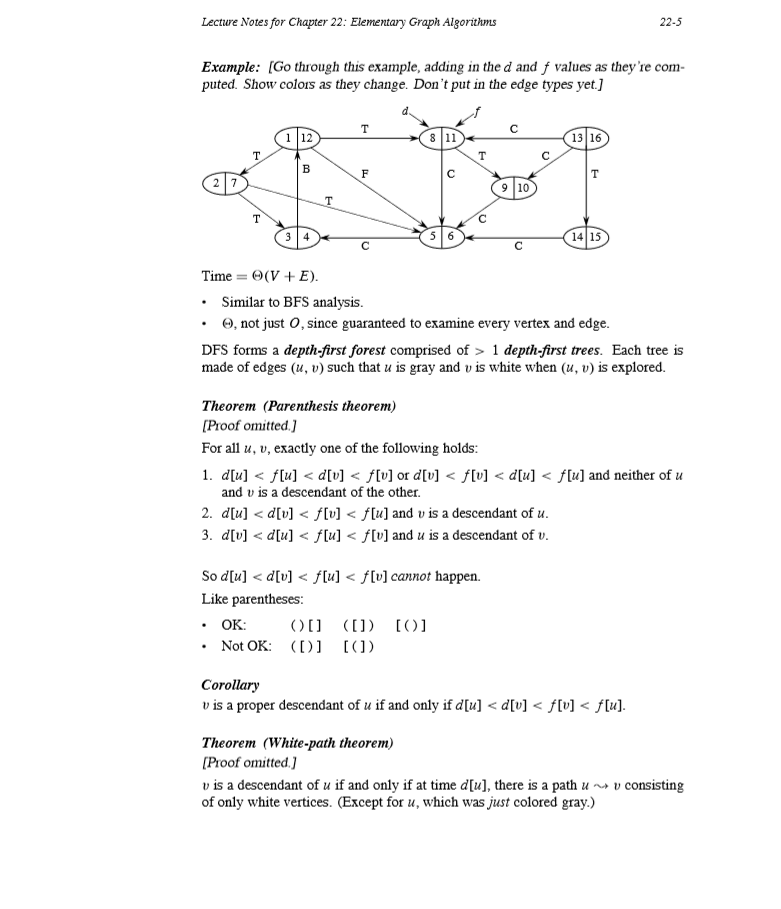 Lecture Notes for Chapter 22: Elementary Graph Algorithms 22-5
Example: [Go through this example, adding in the d and f values as they're com-
puted. Show colors as they change. Don't put in the edge types yet.]
d f
T C
1 12 8 11 13 16
T B F C T C T
2 7 9 10
T T C
3 4 5 6 14 15
C C
Time = Θ(V + E).
• Similar to BFS analysis.
• Θ, not just O, since guaranteed to examine every vertex and edge.
DFS forms a depth-first forest comprised of > 1 depth-first trees. Each tree is
made of edges (u, v) such that u is gray and v is white when (u, v) is explored.
Theorem (Parenthesis theorem)
[Proof omitted.]
For all u, v, exactly one of the following holds:
1. d[u] < f[u] < d[v] < f[v] or d[v] < f[v] < d[u] < f[u] and neither of u
and v is a descendant of the other.
2. d[u] < d[v] < f[v] < f[u] and v is a descendant of u.
3. d[v] < d[u] < f[u] < f[v] and u is a descendant of v.
So d[u] < d[v] < f[u] < f[v] cannot happen.
Like parentheses:
• OK: ()[] ([]) [()]
• Not OK: ([)] [(])
Corollary
v is a proper descendant of u if and only if d[u] < d[v] < f[v] < f[u].
Theorem (White-path theorem)
[Proof omitted.]
v is a descendant of u if and only if at time d[u], there is a path u ⇝ v consisting
of only white vertices. (Except for u, which was just colored gray.)